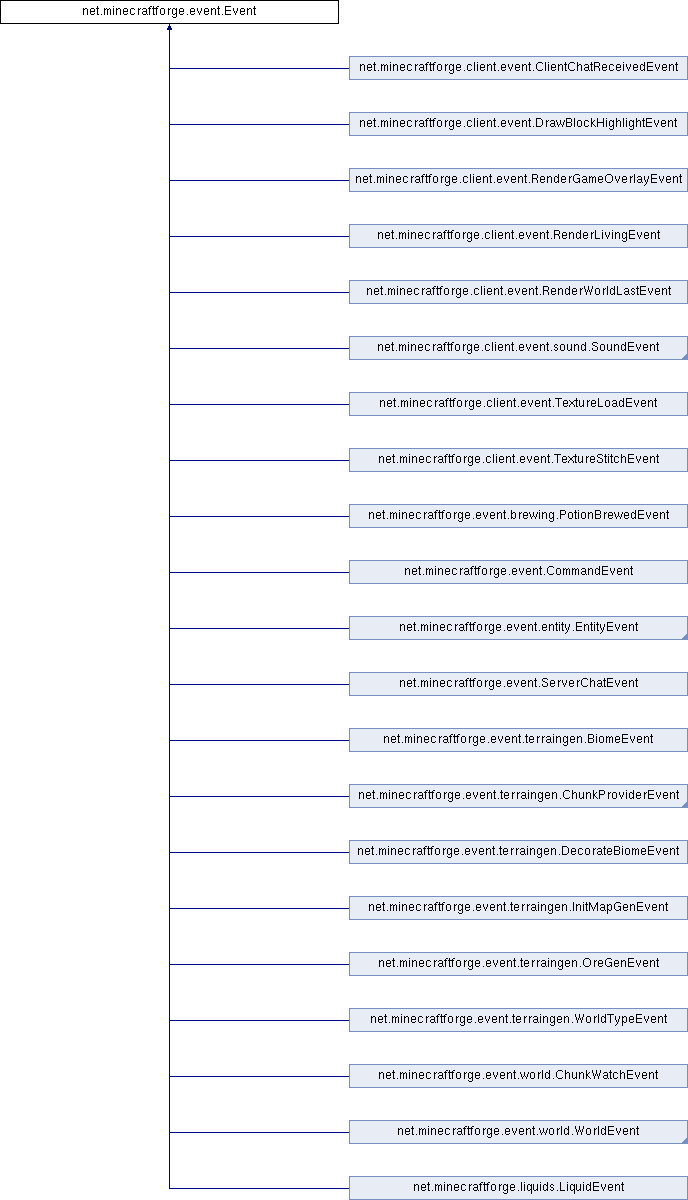 net.minecraftforge.event.Event
net.minecraftforge.client.event.ClientChatReceivedEvent
net.minecraftforge.client.event.DrawBlockHighlightEvent
net.minecraftforge.client.event.RenderGameOverlayEvent
net.minecraftforge.client.event.RenderLivingEvent
net.minecraftforge.client.event.RenderWorldLastEvent
net.minecraftforge.client.event.sound.SoundEvent
net.minecraftforge.client.event.TextureLoadEvent
net.minecraftforge.client.event.TextureStitchEvent
net.minecraftforge.event.brewing.PotionBrewedEvent
net.minecraftforge.event.CommandEvent
net.minecraftforge.event.entity.EntityEvent
net.minecraftforge.event.ServerChatEvent
net.minecraftforge.event.terraingen.BiomeEvent
net.minecraftforge.event.terraingen.ChunkProviderEvent
net.minecraftforge.event.terraingen.DecorateBiomeEvent
net.minecraftforge.event.terraingen.InitMapGenEvent
net.minecraftforge.event.terraingen.OreGenEvent
net.minecraftforge.event.terraingen.WorldTypeEvent
net.minecraftforge.event.world.ChunkWatchEvent
net.minecraftforge.event.world.WorldEvent
net.minecraftforge.liquids.LiquidEvent